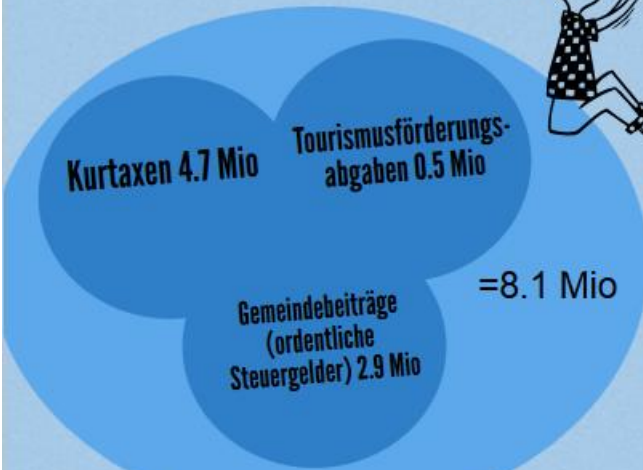 Kurtaxen 4.7 Mio
Tourismusförderungs-
abgaben 0.5 Mio
=8.1 Mio
Gemeindebeiträge
(ordentliche
Steuergelder) 2.9 Mio